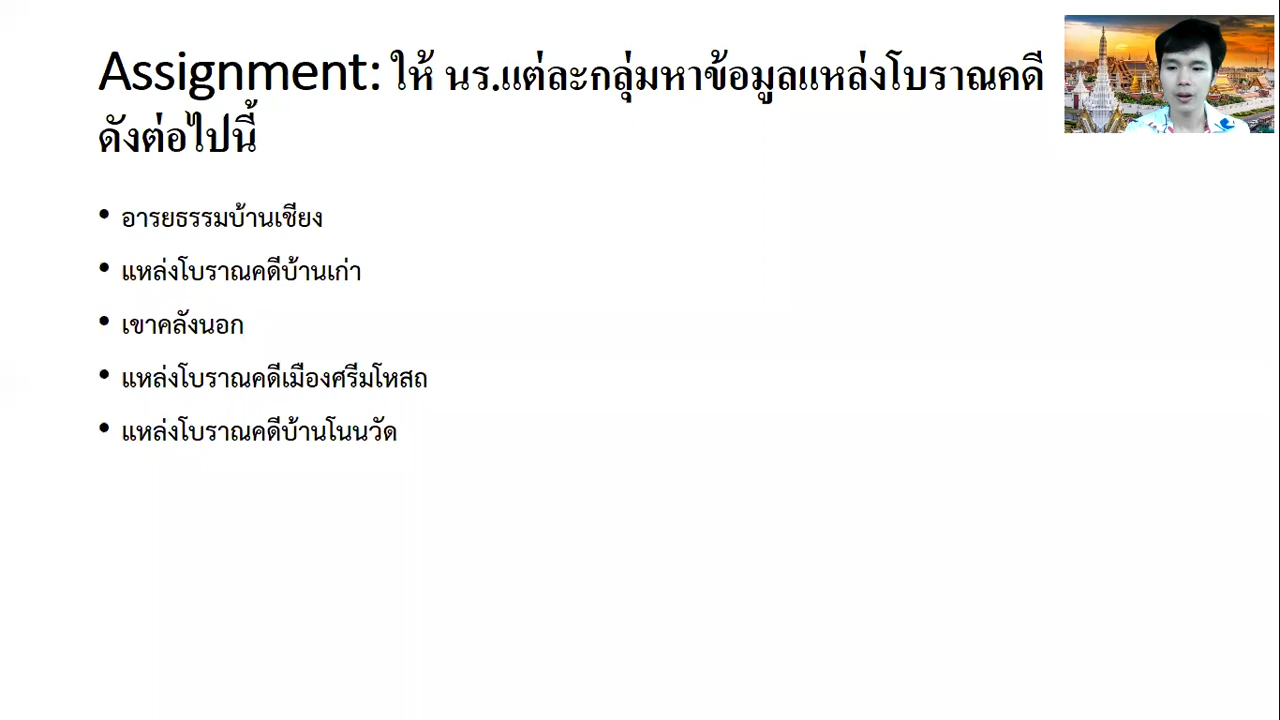 Assignment: ให้ นร.แต่ละกลุ่มหาข้อมูลแหล่งโบราณคดี
ดังต่อไปนี้
• อารยธรรมบ้านเชียง
• แหล่งโบราณคดีบ้านเก่า
• เขาคลังนอก
• แหล่งโบราณคดีเมืองศรีมโหสถ
• แหล่งโบราณคดีบ้านโนนวัด